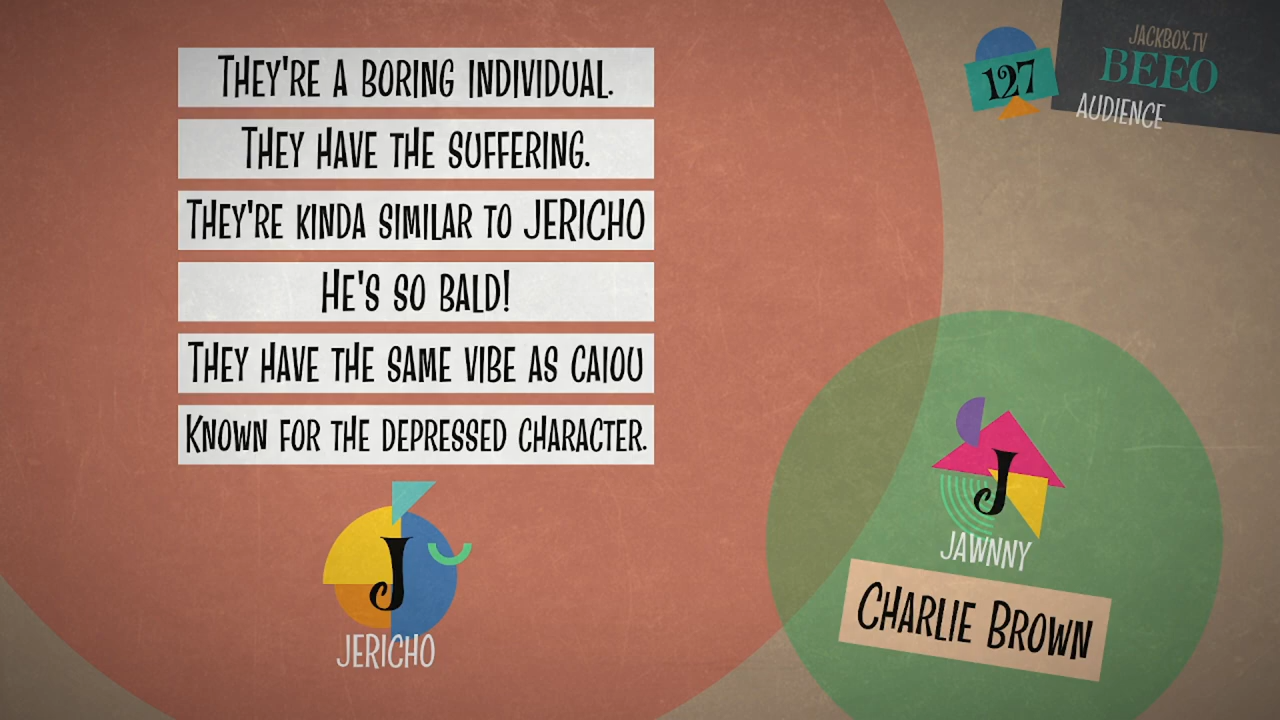 They're a boring individual.
They have the suffering.
They're kinda similar to JERICHO
He's so bald!
They have the same vibe as Caiou
Known for the depressed character.
J
JERICHO
127
JACKBOX.TV
BEEO
AUDIENCE
J
JAWNNY
Charlie Brown